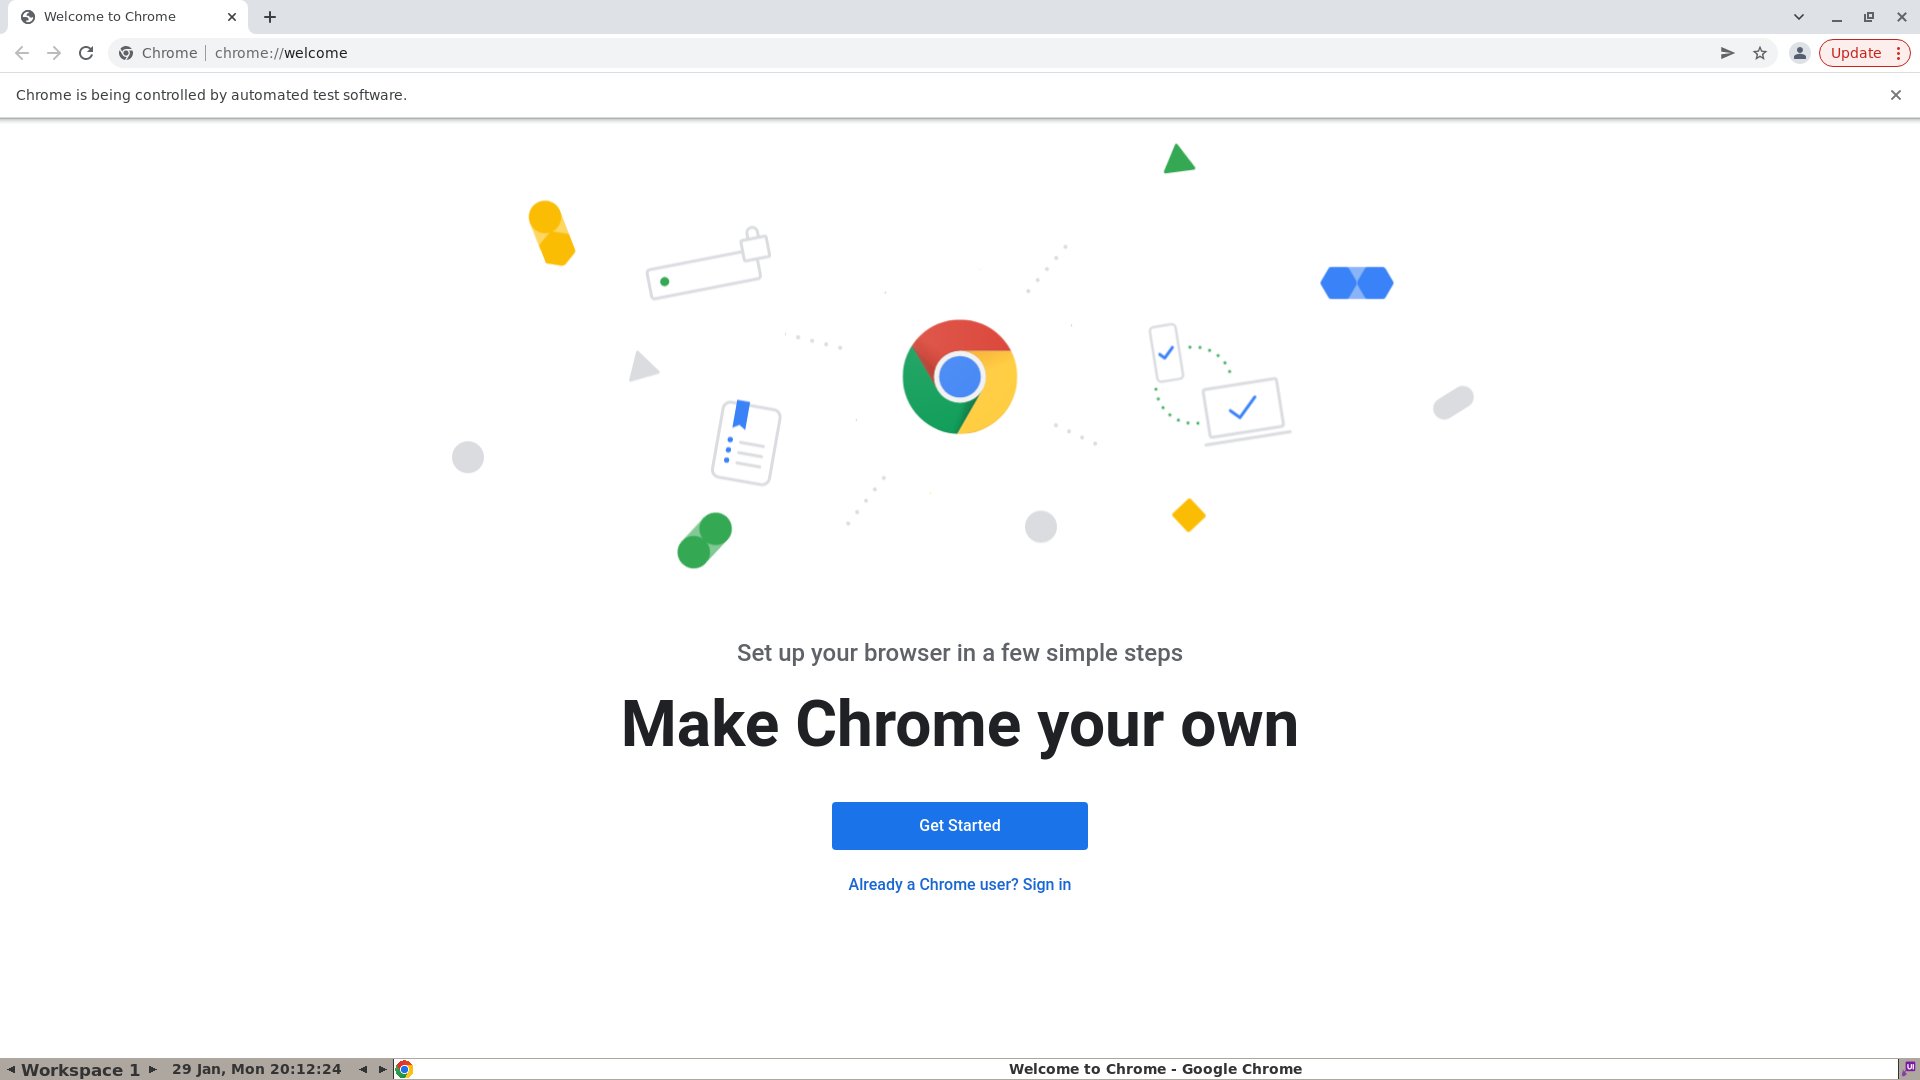 Welcome to Chrome
Chrome chrome://welcome
Update
Chrome is being controlled by automated test software.
Set up your browser in a few simple steps
Make Chrome your own
Get Started
Already a Chrome user? Sign in
Workspace 1 29 Jan, Mon 20:12:24 Welcome to Chrome - Google Chrome UI